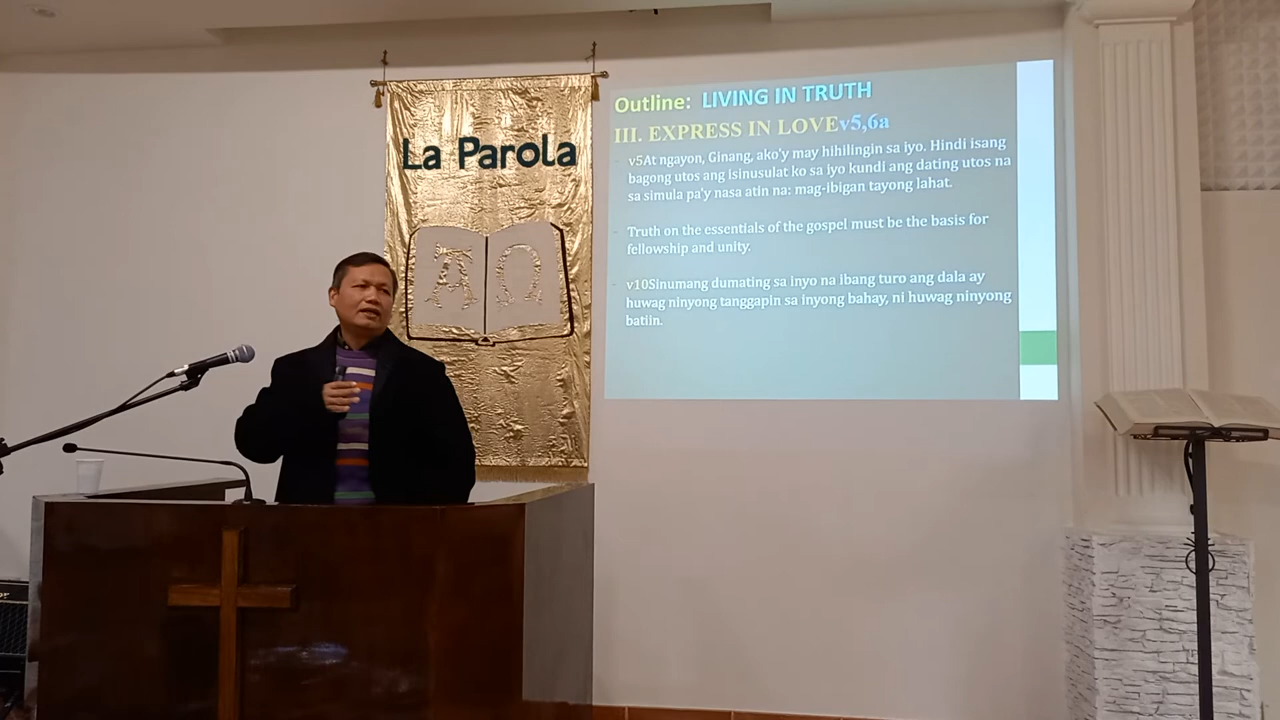 La Parola
Α Ω
Outline: LIVING IN TRUTH
III. EXPRESS IN LOVEv5,6a
v5At ngayon, Ginang, ako'y may hihilingin sa iyo. Hindi isang
bagong utos ang isinusulat ko sa iyo kundi ang dating utos na
sa simula pa'y nasa atin na: mag-ibigan tayong lahat.
Truth on the essentials of the gospel must be the basis for
fellowship and unity.
v10Sinumang dumating sa inyo na ibang turo ang dala ay
huwag ninyong tanggapin sa inyong bahay, ni huwag ninyong
batiin.